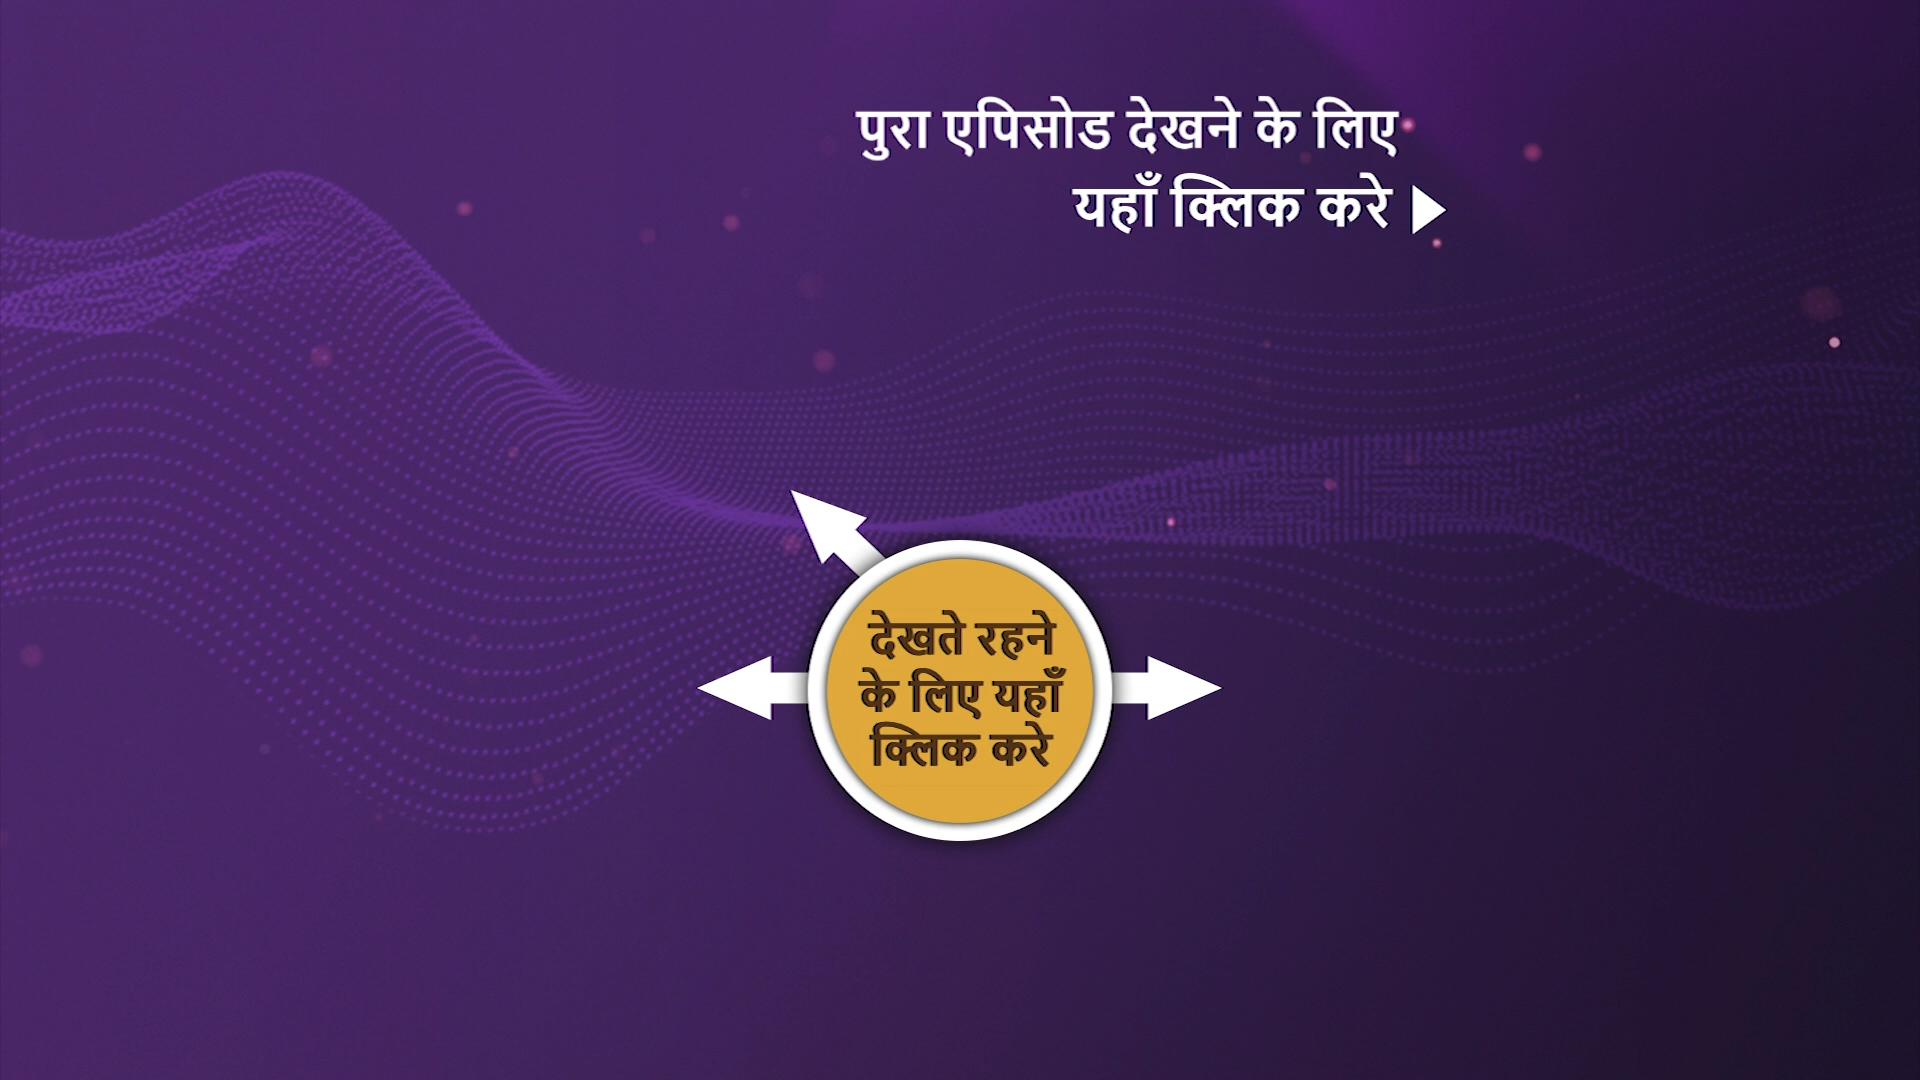 पुरा एपिसोड देखने के लिए
यहाँ क्लिक करे
देखते रहने
के लिए यहाँ
क्लिक करे